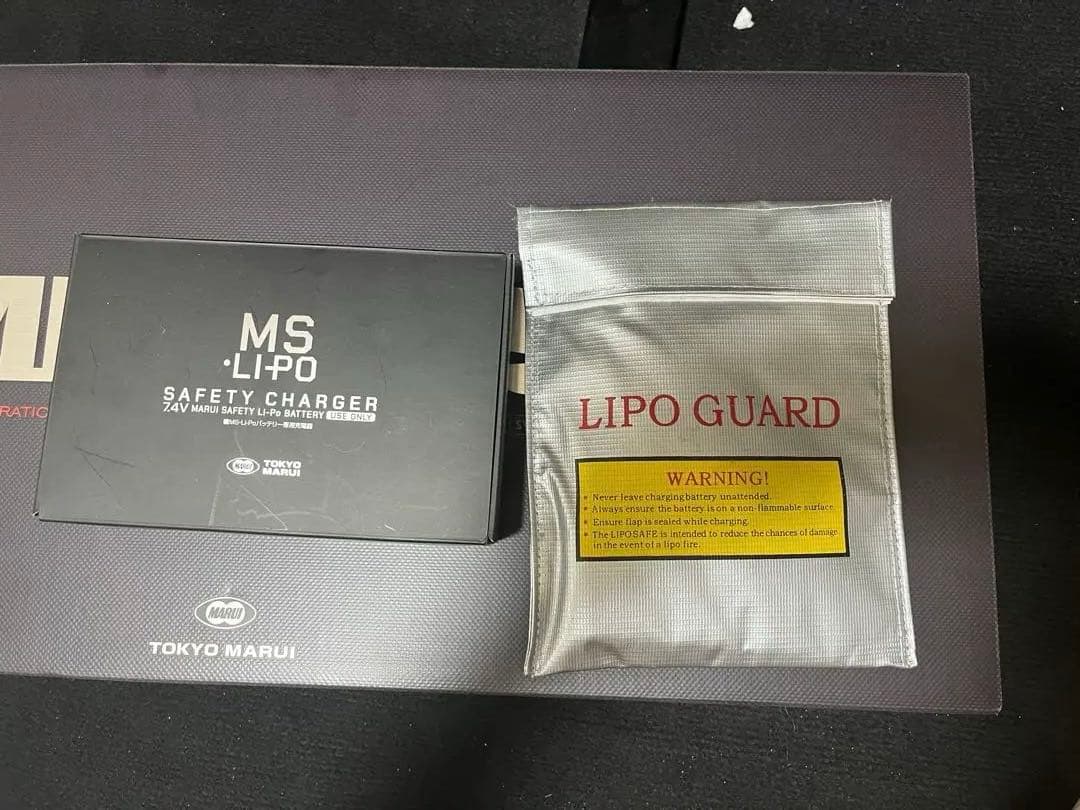 RATIO
MS
·LI-PO
SAFETY CHARGER
7.4V MARUI SAFETY Li-Po BATTERY USE ONLY
MARUI TOKYO
MARUI
MARUI
TOKYO MARUI
LIPO GUARD
WARNING!
Never leave charging battery unattended.
Always ensure the battery is on a non-flammable surface.
Ensure flap is sealed while charging.
The LIPOSAFE is intended to reduce the chances of damage
in the event of a lipo fire.